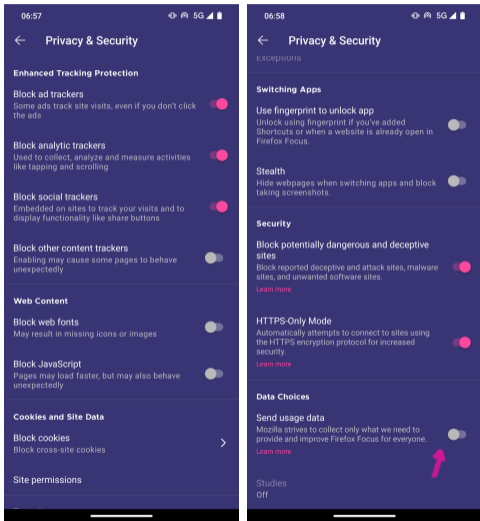 06:57
5G
Privacy & Security
Enhanced Tracking Protection
Block ad trackers
Some ads track site visits, even if you don't click
the ads
Block analytic trackers
Used to collect, analyze and measure activities
like tapping and scrolling
Block social trackers
Embedded on sites to track your visits and to
display functionality like share buttons
Block other content trackers
Enabling may cause some pages to behave
unexpectedly
Web Content
Block web fonts
May result in missing icons or images
Block JavaScript
Pages may load faster, but may also behave
unexpectedly
Cookies and Site Data
Block cookies
Block cross-site cookies
Site permissions
06:58
5G
Privacy & Security
Exceptions
Switching Apps
Use fingerprint to unlock app
Unlock using fingerprint if you've added
Shortcuts or when a website is already open in
Firefox Focus.
Stealth
Hide webpages when switching apps and block
taking screenshots.
Security
Block potentially dangerous and deceptive
sites
Block reported deceptive and attack sites, malware
sites, and unwanted software sites.
Learn more
HTTPS-Only Mode
Automatically attempts to connect to sites using
the HTTPS encryption protocol for increased
security.
Learn more
Data Choices
Send usage data
Mozilla strives to collect only what we need to
provide and improve Firefox Focus for everyone.
Learn more
Studies
Off